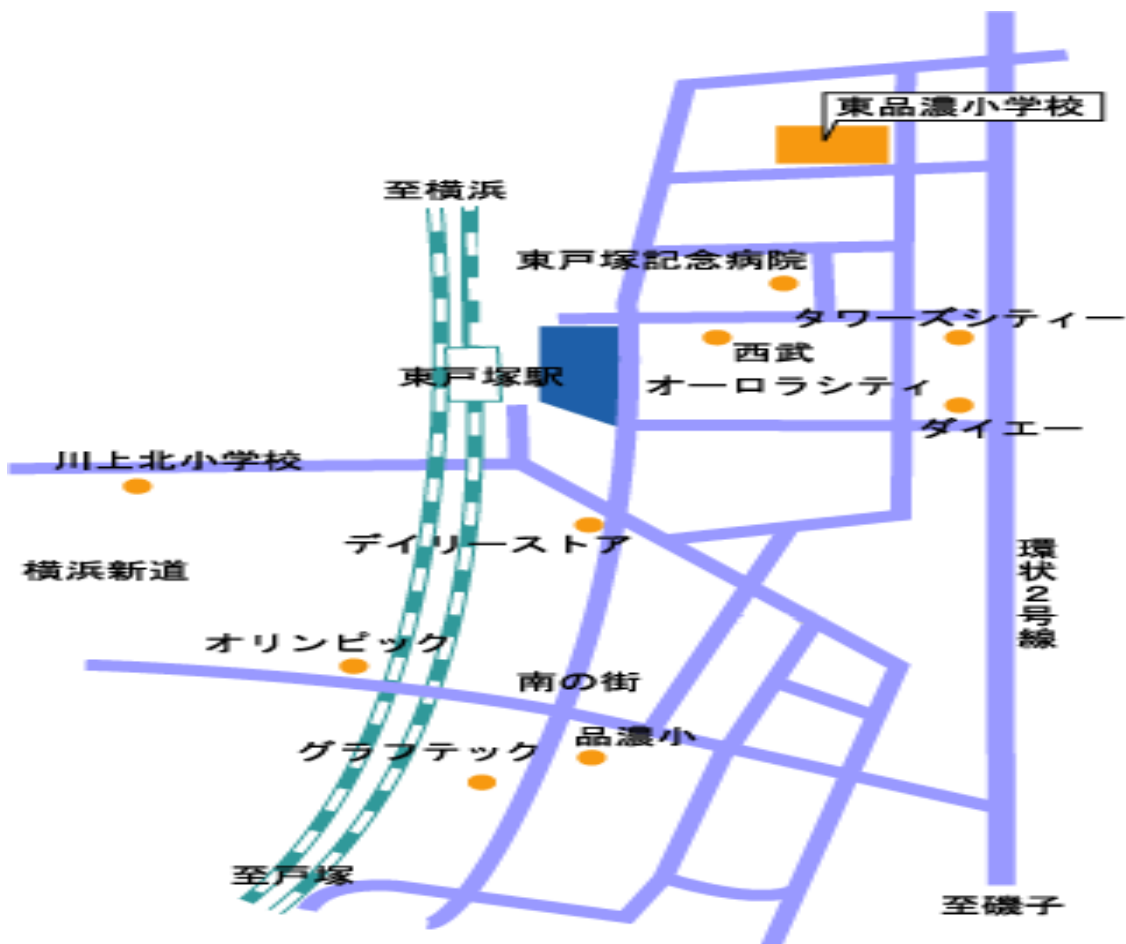 東品濃小学校
至横浜
東戸塚記念病院
タワーズシティー
西武
オーロラシティ
東戸塚駅
ダイエー
川上北小学校
デイリーストア
横浜新道
環状2号線
オリンピック
南の街
品濃小
グラフテック
至戸塚
至磯子